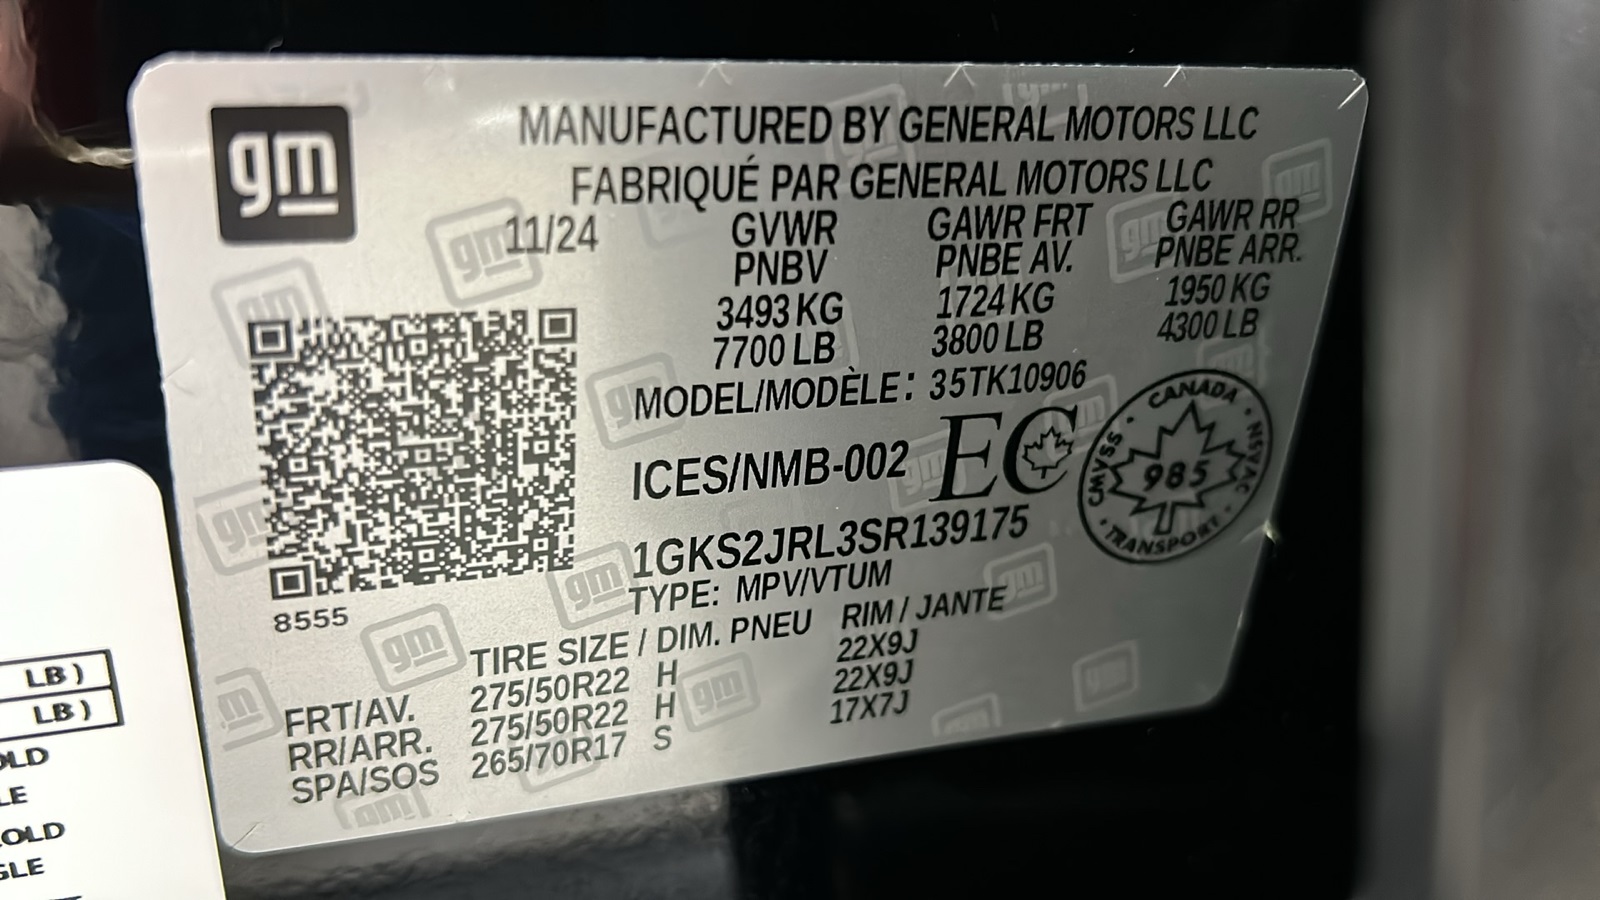 gm
MANUFACTURED BY GENERAL MOTORS LLC
FABRIQUÉ PAR GENERAL MOTORS LLC
11/24 GVWR GAWR FRT GAWR RR
PNBV PNBE AV. PNBE ARR.
3493 KG 1724 KG 1950 KG
7700 LB 3800 LB 4300 LB
MODEL/MODÈLE: 35TK10906
ICES/NMB-002 EC
CANADA
CMVSS 985 NSVAC
TRANSPORT
1GKS2JRL3SR139175
TYPE: MPV/VTUM
8555
TIRE SIZE / DIM. PNEU RIM / JANTE
FRT/AV. 275/50R22 H 22X9J
RR/ARR. 275/50R22 H 22X9J
SPA/SOS 265/70R17 S 17X7J
LB)
LB)